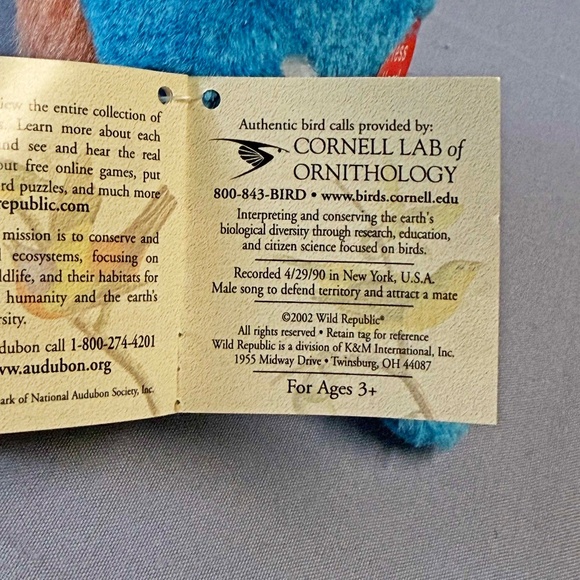 iew the entire collection of
Learn more about each
nd see and hear the real
out free online games, put
rd puzzles, and much more
republic.com
mission is to conserve and
l ecosystems, focusing on
ildlife, and their habitats for
humanity and the earth's
rsity.
dubon call 1-800-274-4201
ww.audubon.org
ark of National Audubon Society, Inc.
Authentic bird calls provided by:
CORNELL LAB of
ORNITHOLOGY
800-843-BIRD • www.birds.cornell.edu
Interpreting and conserving the earth's
biological diversity through research, education,
and citizen science focused on birds.
Recorded 4/29/90 in New York, U.S.A.
Male song to defend territory and attract a mate
©2002 Wild Republic®
All rights reserved • Retain tag for reference
Wild Republic is a division of K&M International, Inc.
1955 Midway Drive • Twinsburg, OH 44087
For Ages 3+